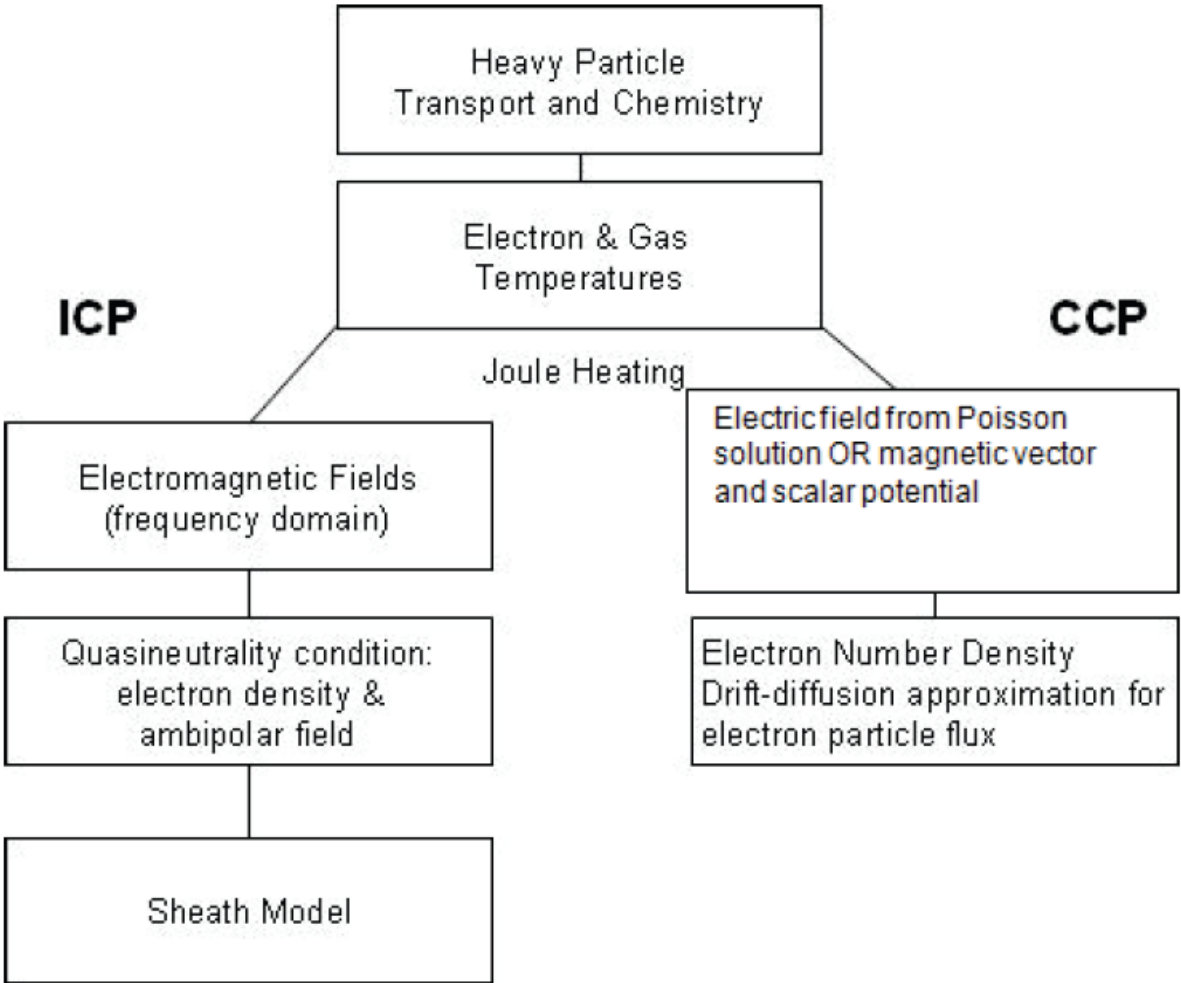 Heavy Particle
Transport and Chemistry
Electron & Gas
Temperatures
ICP
CCP
Joule Heating
Electromagnetic Fields
(frequency domain)
Electric field from Poisson
solution OR magnetic vector
and scalar potential
Quasineutrality condition:
electron density &
ambipolar field
Electron Number Density
Drift-diffusion approximation for
electron particle flux
Sheath Model